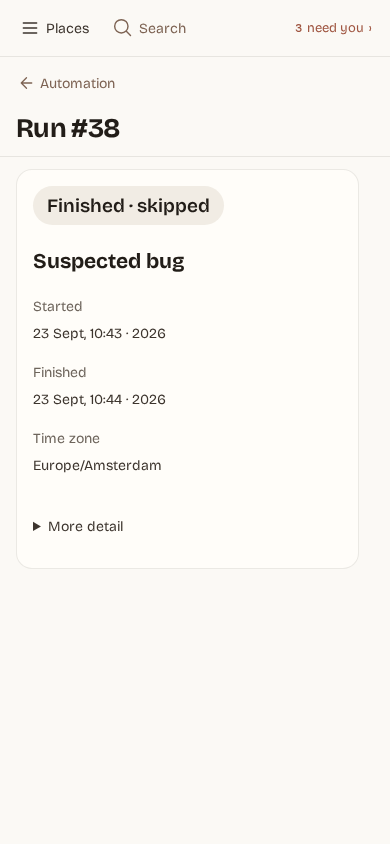 Places
Search
3 need you ›
Automation
Run #38
Finished · skipped
Suspected bug
Started
23 Sept, 10:43 · 2026
Finished
23 Sept, 10:44 · 2026
Time zone
Europe/Amsterdam
More detail